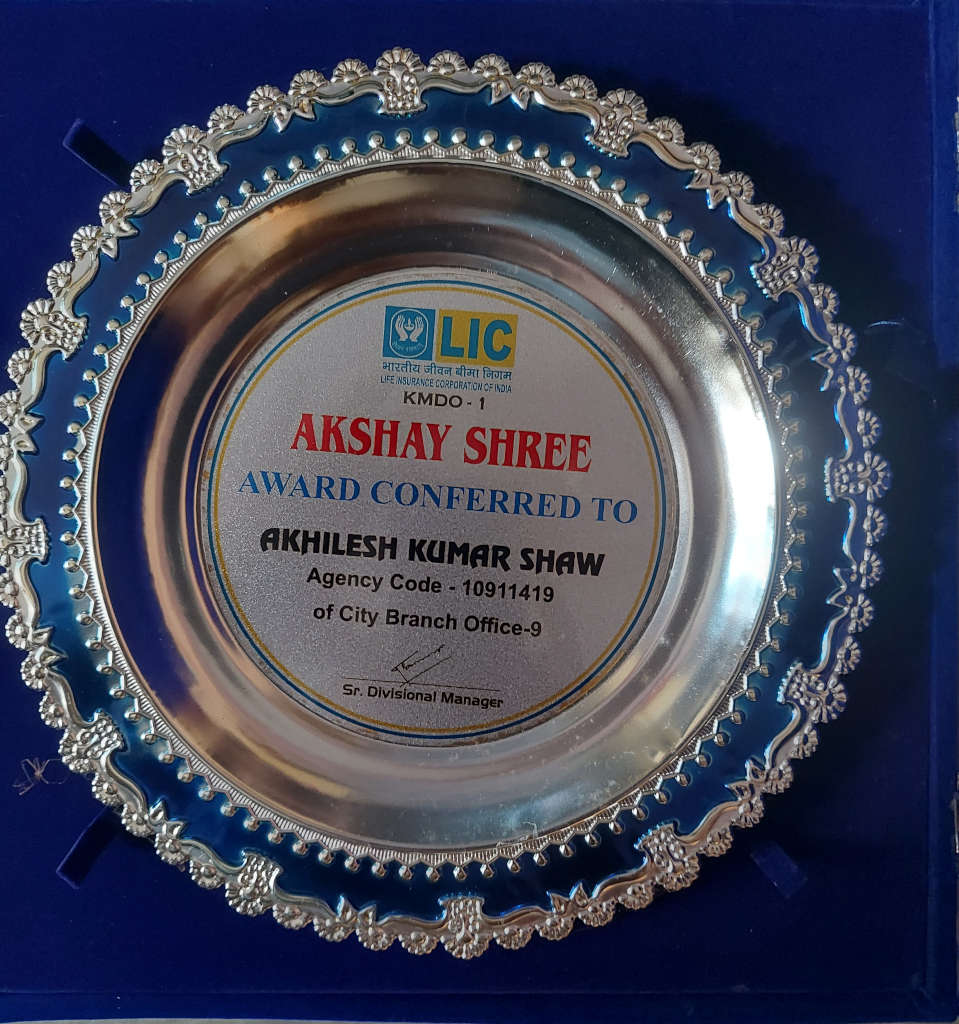 LIC
भारतीय जीवन बीमा निगम
LIFE INSURANCE CORPORATION OF INDIA
KMDO - 1
AKSHAY SHREE
AWARD CONFERRED TO
AKHILESH KUMAR SHAW
Agency Code - 10911419
of City Branch Office-9
Sr. Divisional Manager